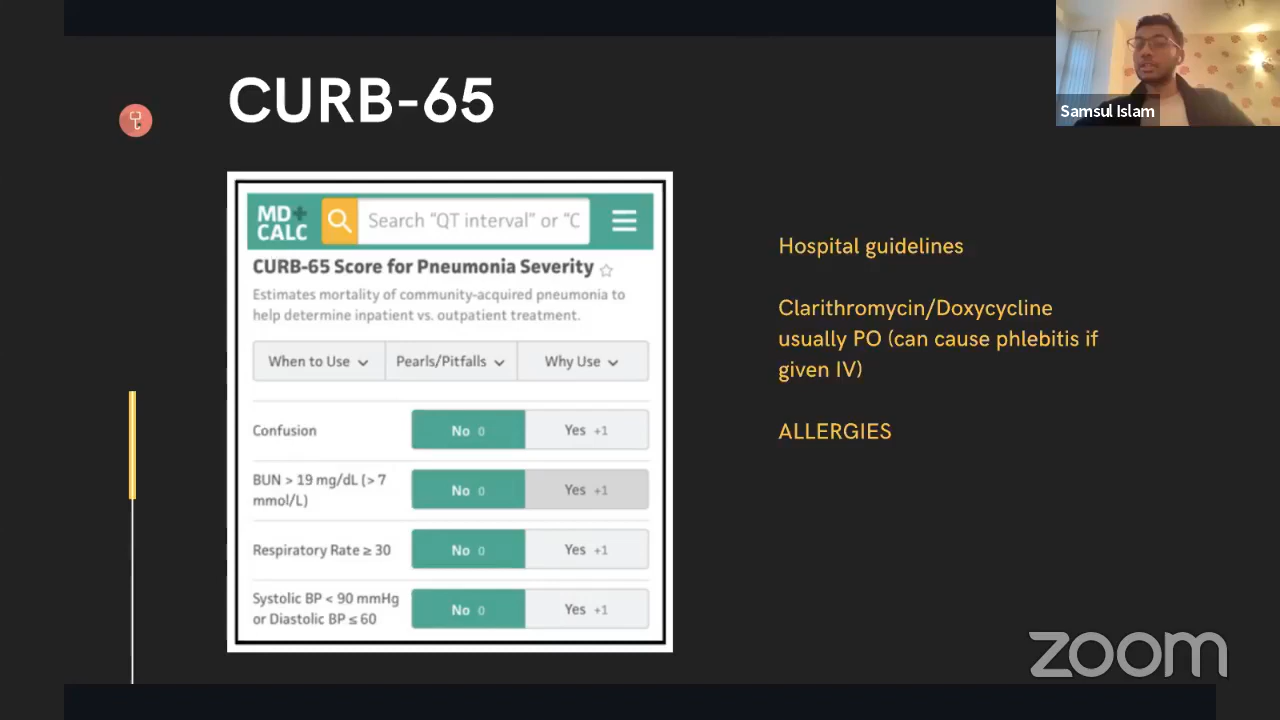 CURB-65
Samsul Islam
MD+
CALC
Search "QT interval" or "C
CURB-65 Score for Pneumonia Severity
Estimates mortality of community-acquired pneumonia to
help determine inpatient vs. outpatient treatment.
When to Use
Pearls/Pitfalls
Why Use
Confusion
No 0
Yes +1
BUN > 19 mg/dL (> 7
mmol/L)
No 0
Yes +1
Respiratory Rate ≥ 30
No 0
Yes +1
Systolic BP < 90 mmHg
or Diastolic BP ≤ 60
No 0
Yes +1
Hospital guidelines
Clarithromycin/Doxycycline
usually PO (can cause phlebitis if
given IV)
ALLERGIES
zoom